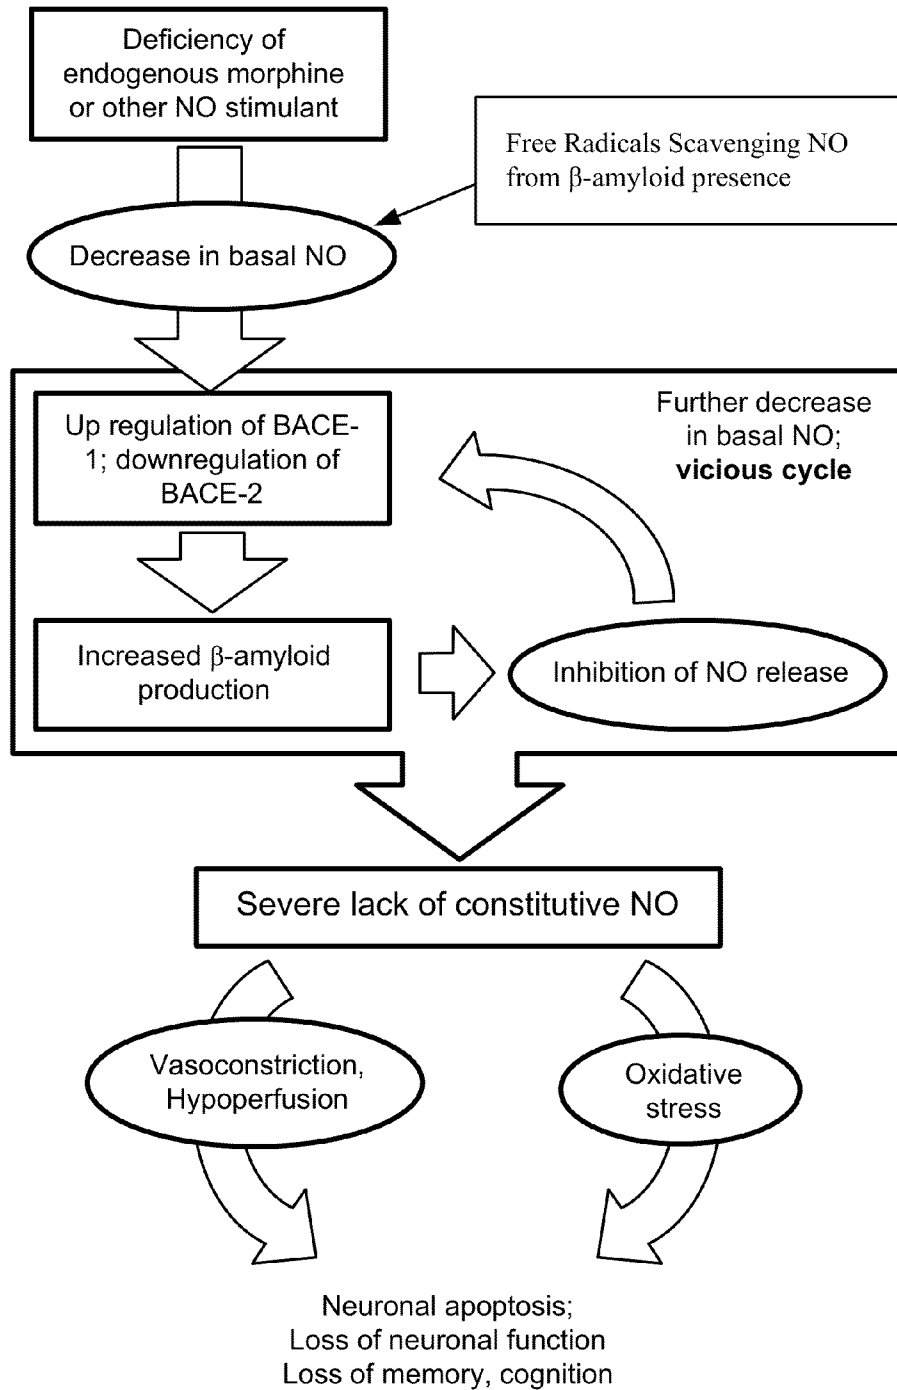 Deficiency of
endogenous morphine
or other NO stimulant
Free Radicals Scavenging NO
from β-amyloid presence
Decrease in basal NO
Up regulation of BACE-
1; downregulation of
BACE-2
Further decrease
in basal NO;
vicious cycle
Increased β-amyloid
production
Inhibition of NO release
Severe lack of constitutive NO
Vasoconstriction,
Hypoperfusion
Oxidative
stress
Neuronal apoptosis;
Loss of neuronal function
Loss of memory, cognition